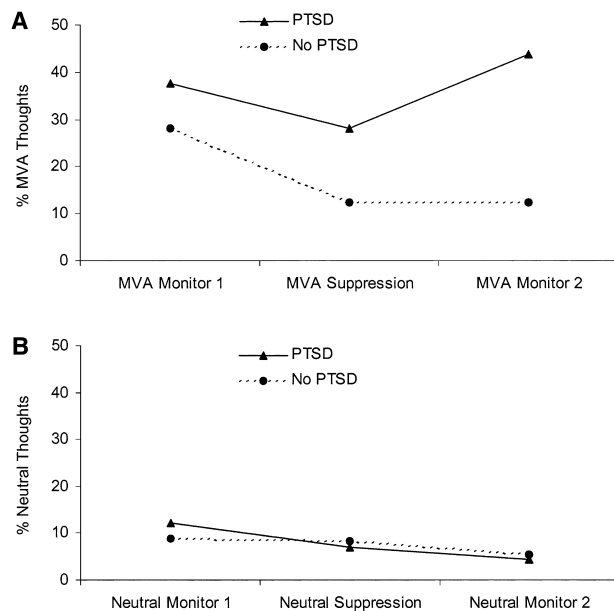 A
PTSD
No PTSD
% MVA Thoughts
50
40
30
20
10
0
MVA Monitor 1 MVA Suppression MVA Monitor 2
B
PTSD
No PTSD
% Neutral Thoughts
50
40
30
20
10
0
Neutral Monitor 1 Neutral Suppression Neutral Monitor 2